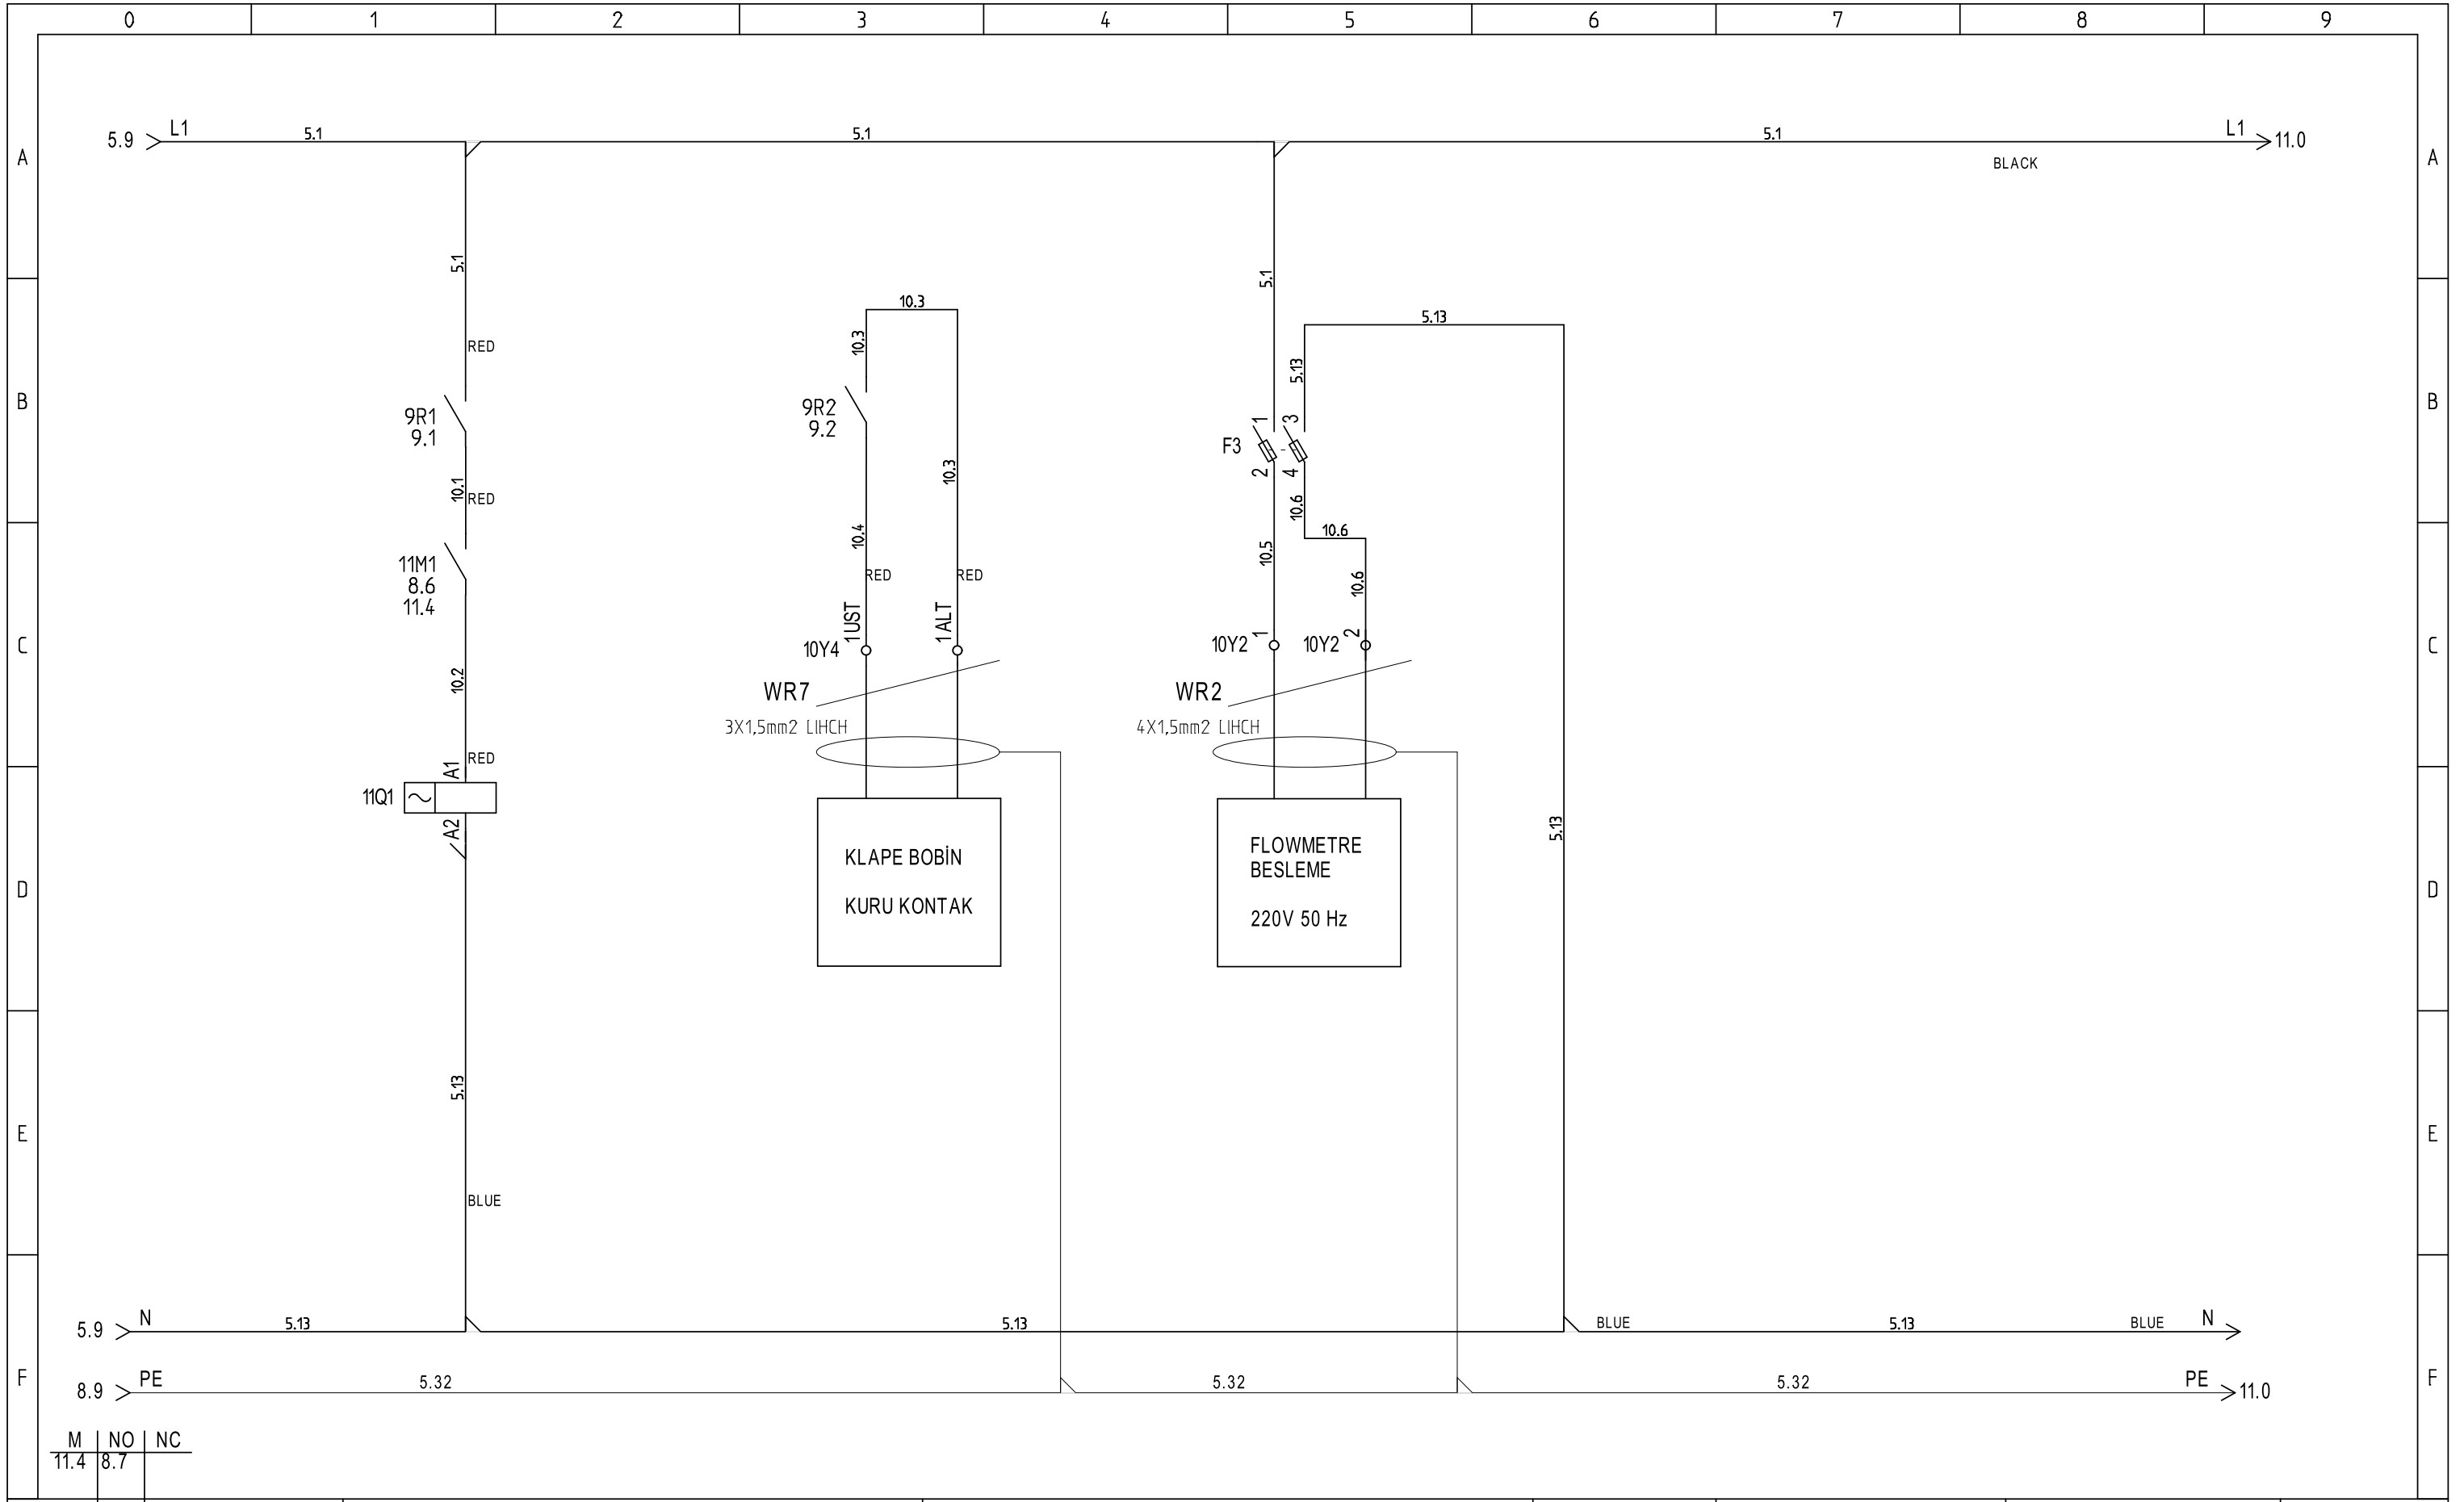 0 1 2 3 4 5 6 7 8 9
5.9 L1 5.1 5.1 5.1 L1 11.0
A A
BLACK
5.1 5.1
10.3
5.13
10.3
RED
5.13
B B
9R1
9.1
9R2
9.2
F3
1 3
2 4
10.3
10.1
RED
10.6
10.4
10.5
10.6
11M1
8.6
11.4
RED RED
10.6
1UST 1ALT
C C
10Y4
10Y2 1
10Y2 2
10.2
WR7
3X1,5mm2 LIHCH
WR2
4X1,5mm2 LIHCH
RED
A1
11Q1
A2
5.13
KLAPE BOBİN
KURU KONTAK
FLOWMETRE
BESLEME
220V 50 Hz
D D
5.13
E E
BLUE
5.9 N 5.13 5.13 BLUE 5.13 BLUE N
F F
8.9 PE 5.32 5.32 5.32 PE 11.0
M NO NC
11.4 8.7